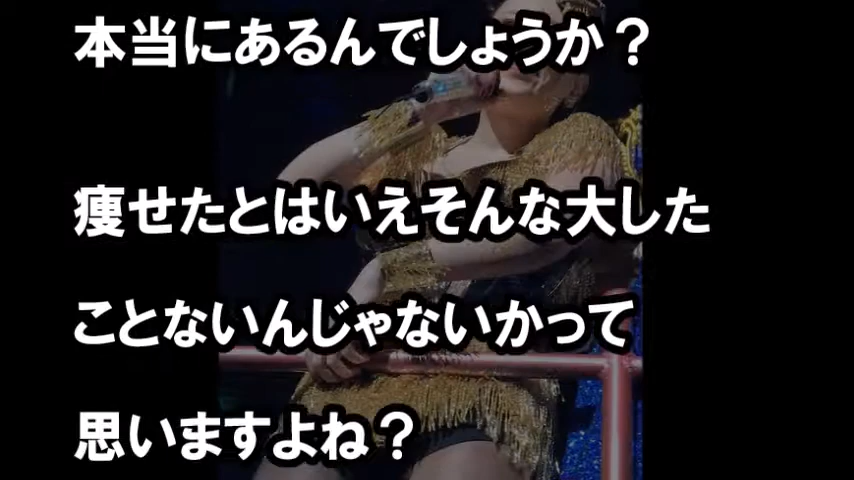 本当にあるんでしょうか？
痩せたとはいえそんな大した
ことないんじゃないかって
思いますよね？